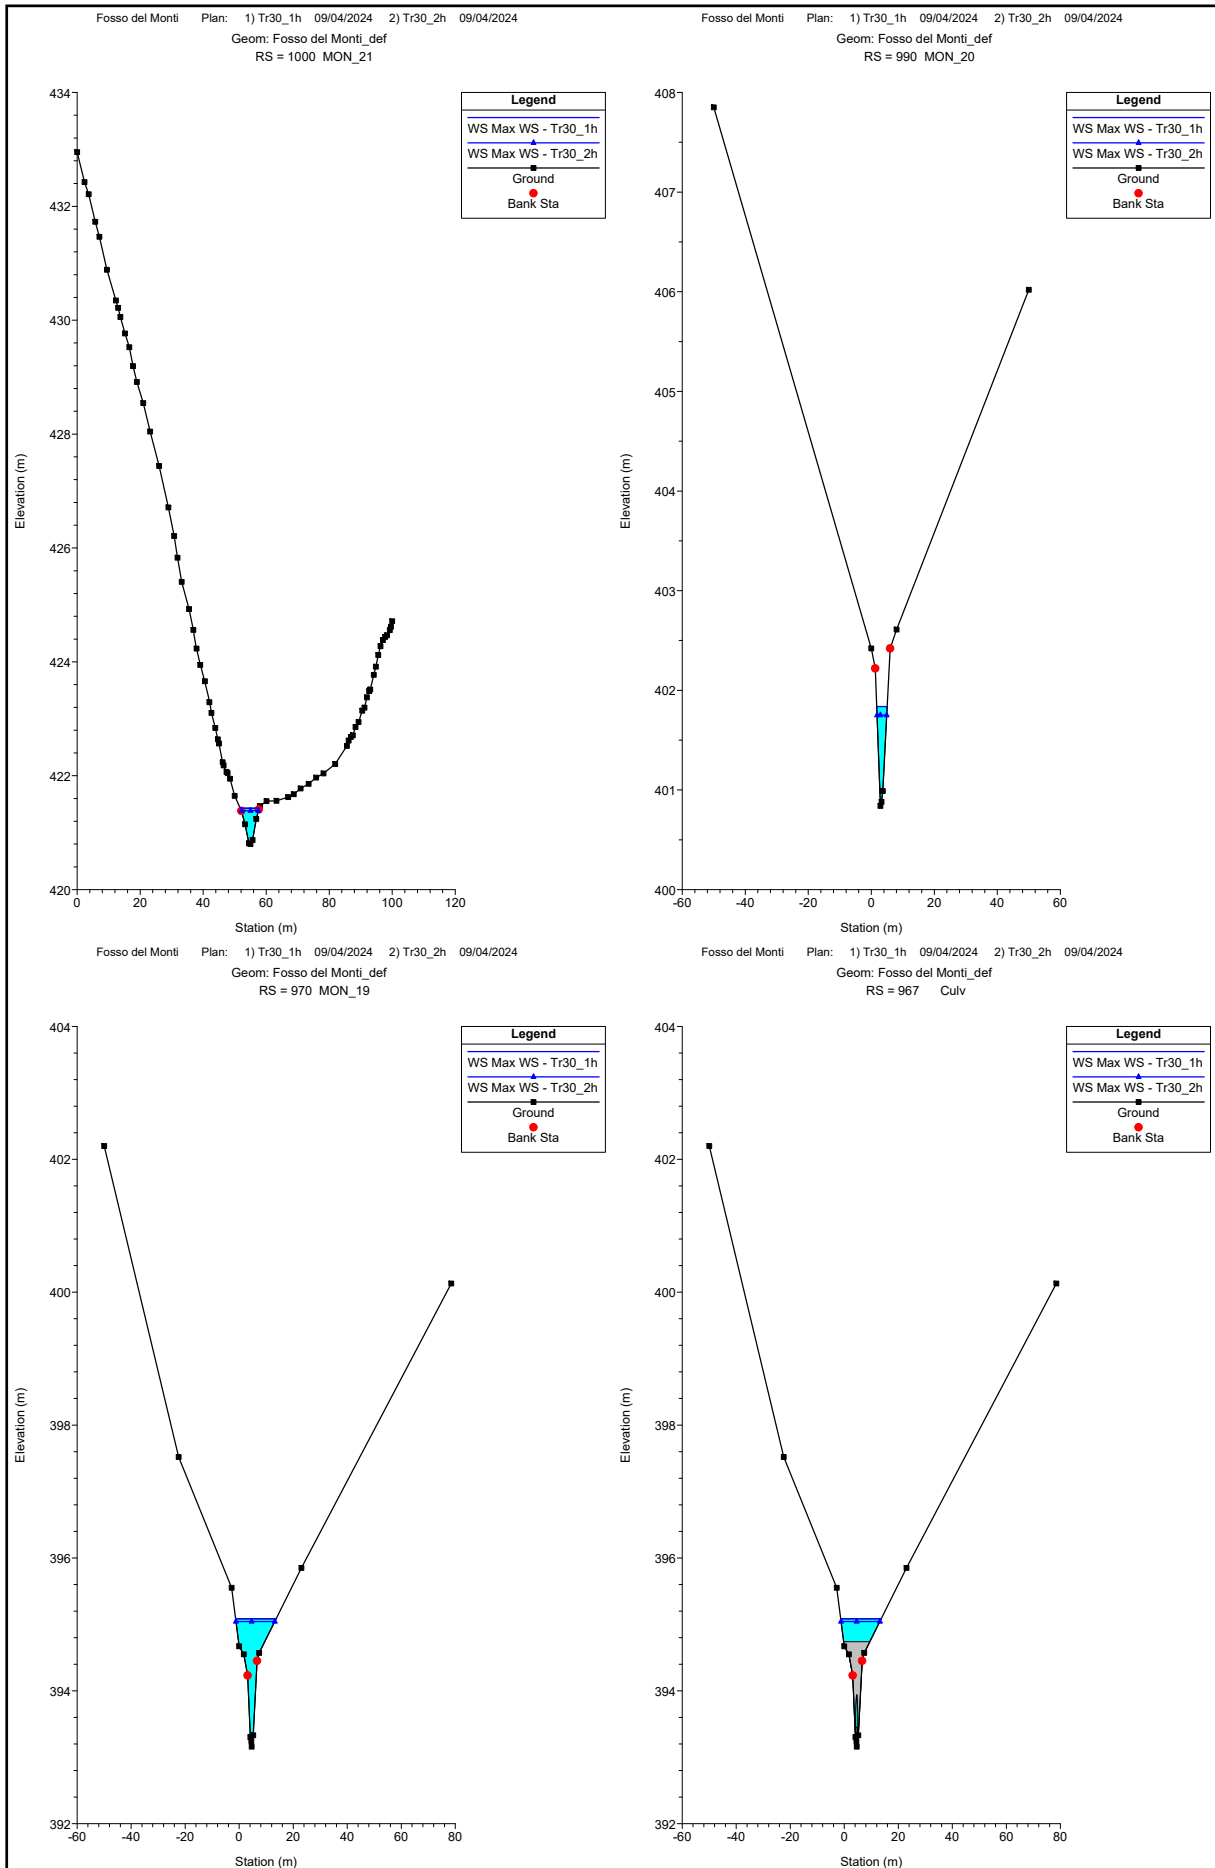 Fosso del Monti Plan: 1) Tr30_1h 09/04/2024 2) Tr30_2h 09/04/2024
Geom: Fosso del Monti_def
RS = 1000 MON_21
Legend
WS Max WS - Tr30_1h
WS Max WS - Tr30_2h
Ground
Bank Sta
434
432
430
428
426
424
422
420
Elevation (m)
0 20 40 60 80 100 120
Station (m)
Fosso del Monti Plan: 1) Tr30_1h 09/04/2024 2) Tr30_2h 09/04/2024
Geom: Fosso del Monti_def
RS = 990 MON_20
Legend
WS Max WS - Tr30_1h
WS Max WS - Tr30_2h
Ground
Bank Sta
408
407
406
405
404
403
402
401
400
Elevation (m)
-60 -40 -20 0 20 40 60
Station (m)
Fosso del Monti Plan: 1) Tr30_1h 09/04/2024 2) Tr30_2h 09/04/2024
Geom: Fosso del Monti_def
RS = 970 MON_19
Legend
WS Max WS - Tr30_1h
WS Max WS - Tr30_2h
Ground
Bank Sta
404
402
400
398
396
394
392
Elevation (m)
-60 -40 -20 0 20 40 60 80
Station (m)
Fosso del Monti Plan: 1) Tr30_1h 09/04/2024 2) Tr30_2h 09/04/2024
Geom: Fosso del Monti_def
RS = 967 Culv
Legend
WS Max WS - Tr30_1h
WS Max WS - Tr30_2h
Ground
Bank Sta
404
402
400
398
396
394
392
Elevation (m)
-60 -40 -20 0 20 40 60 80
Station (m)